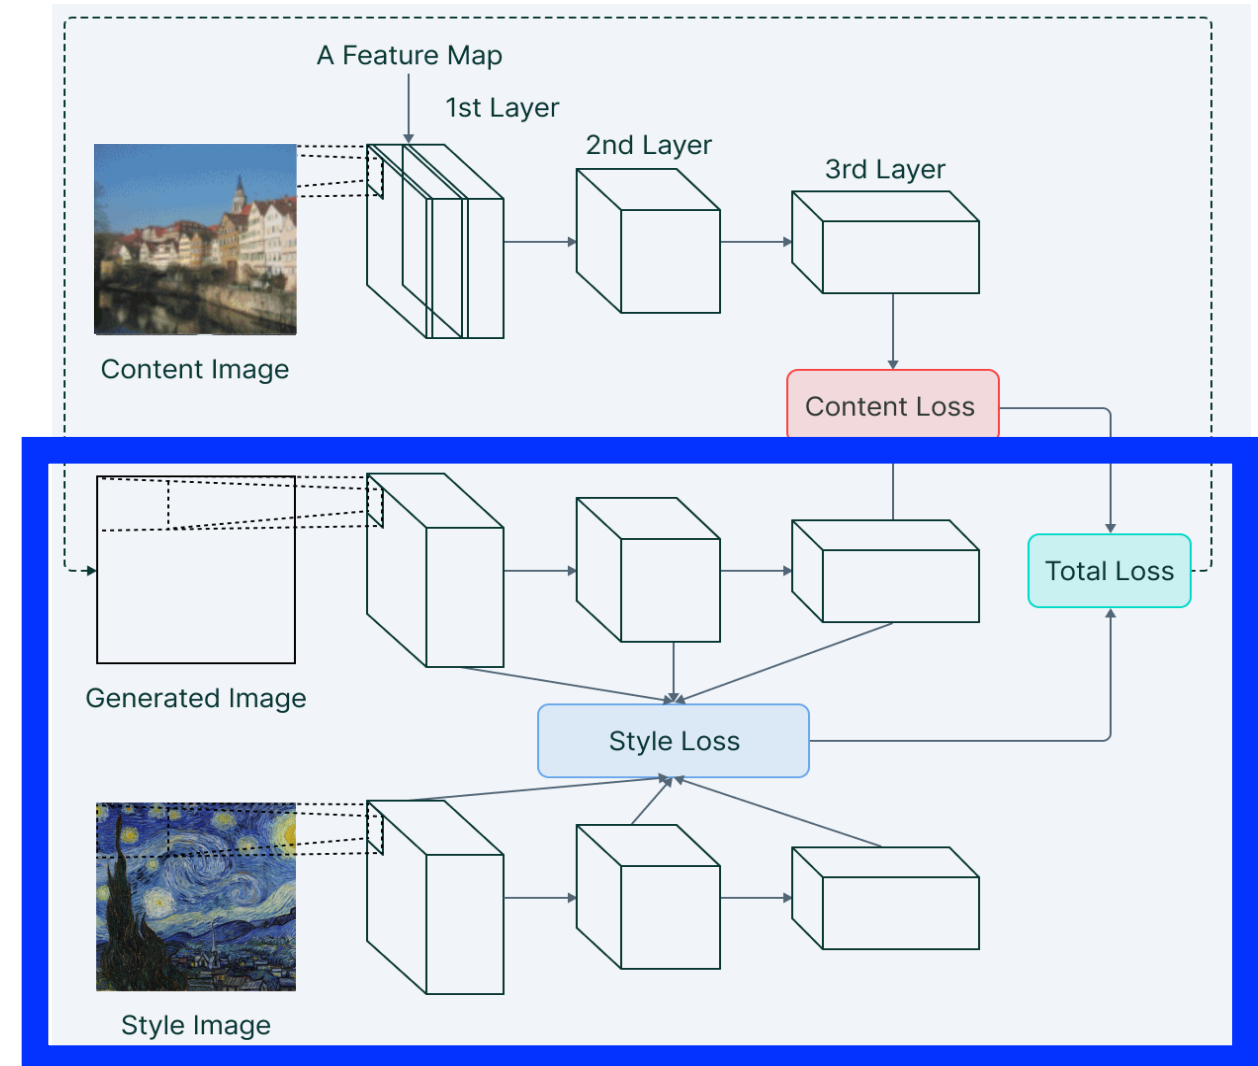 A Feature Map
1st Layer
2nd Layer
3rd Layer
Content Image
Content Loss
Total Loss
Generated Image
Style Loss
Style Image